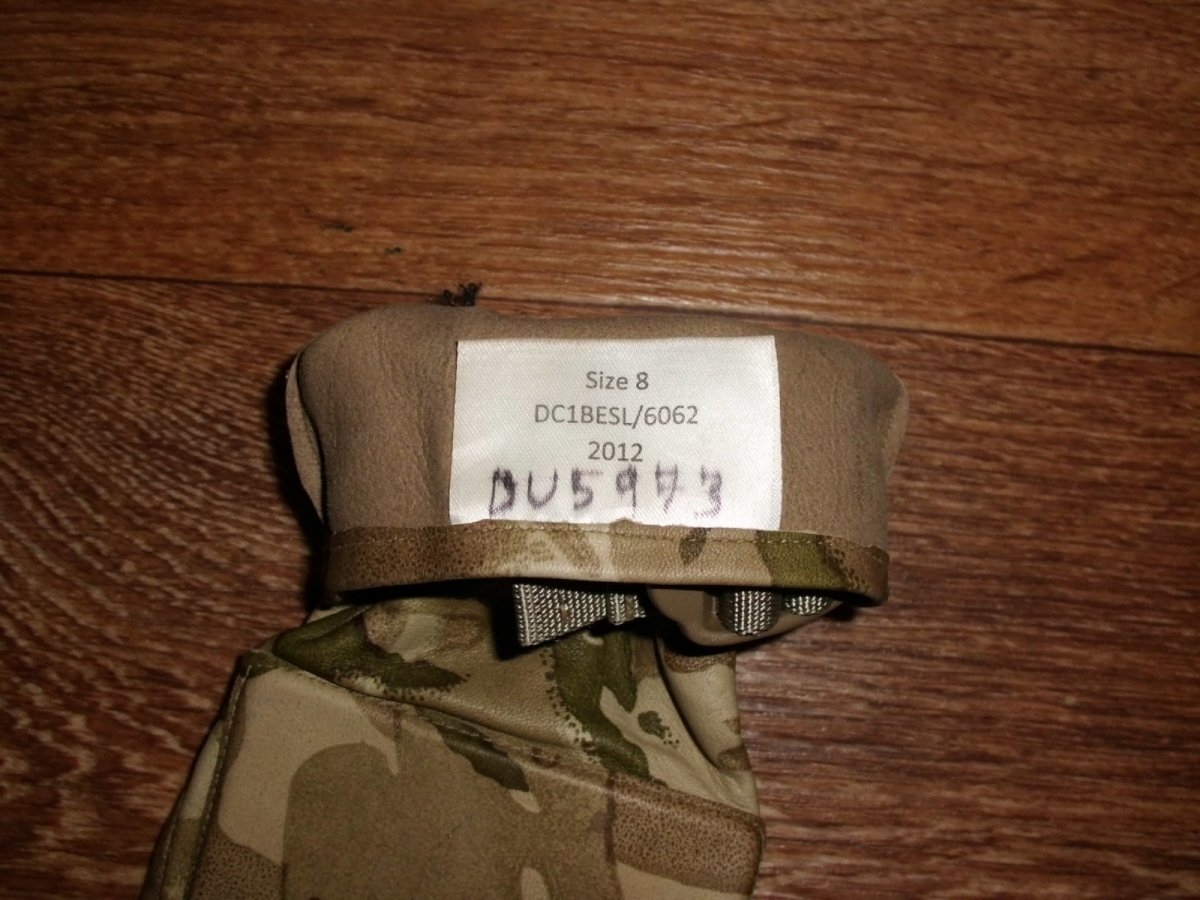 Size 8
DC1BESL/6062
2012
DU5973